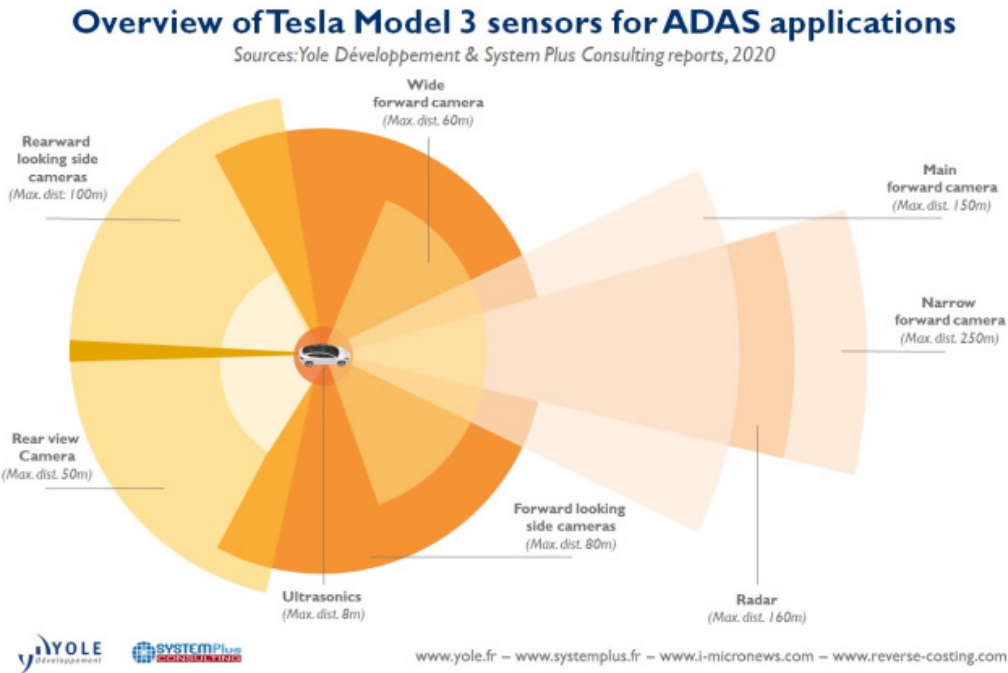 Overview of Tesla Model 3 sensors for ADAS applications
Sources: Yole Développement & System Plus Consulting reports, 2020
Wide
forward camera
(Max. dist. 60m)
Rearward
looking side
cameras
(Max. dist: 100m)
Main
forward camera
(Max. dist. 150m)
Narrow
forward camera
(Max. dist. 250m)
Rear view
Camera
(Max. dist. 50m)
Forward looking
side cameras
(Max. dist. 80m)
Ultrasonics
(Max. dist. 8m)
Radar
(Max. dist. 160m)
YOLE
Développement
SYSTEMPlus
CONSULTING
www.yole.fr – www.systemplus.fr – www.i-micronews.com – www.reverse-costing.com